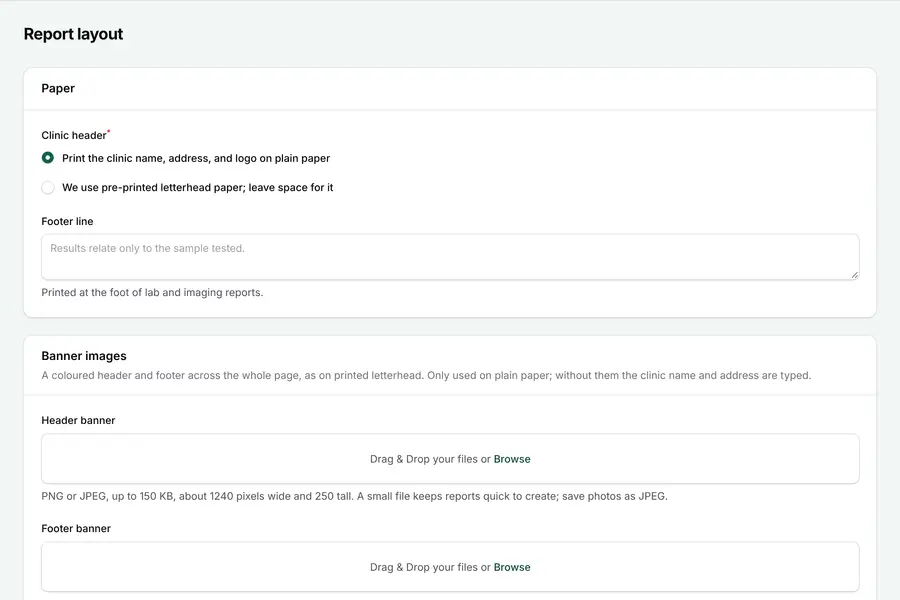 Report layout
Paper
Clinic header*
Print the clinic name, address, and logo on plain paper
We use pre-printed letterhead paper; leave space for it
Footer line
Results relate only to the sample tested.
Printed at the foot of lab and imaging reports.
Banner images
A coloured header and footer across the whole page, as on printed letterhead. Only used on plain paper; without them the clinic name and address are typed.
Header banner
Drag & Drop your files or Browse
PNG or JPEG, up to 150 KB, about 1240 pixels wide and 250 tall. A small file keeps reports quick to create; save photos as JPEG.
Footer banner
Drag & Drop your files or Browse